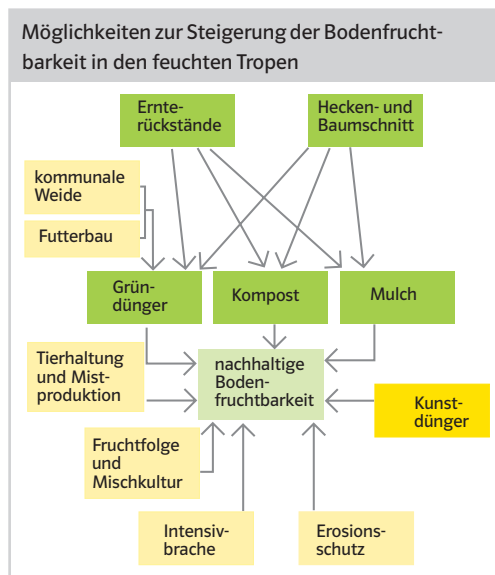 Möglichkeiten zur Steigerung der Bodenfrucht-
barkeit in den feuchten Tropen
Ernte-
rückstände
Hecken- und
Baumschnitt
kommunale
Weide
Futterbau
Grün-
dünger
Kompost
Mulch
Tierhaltung
und Mist-
produktion
nachhaltige
Boden-
fruchtbarkeit
Kunst-
dünger
Fruchtfolge
und
Mischkultur
Intensiv-
brache
Erosions-
schutz